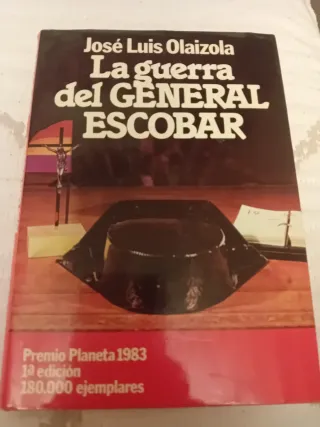 José Luis Olaizola
La guerra
del GENERAL
ESCOBAR
Premio Planeta 1983
1ª edición
180.000 ejemplares